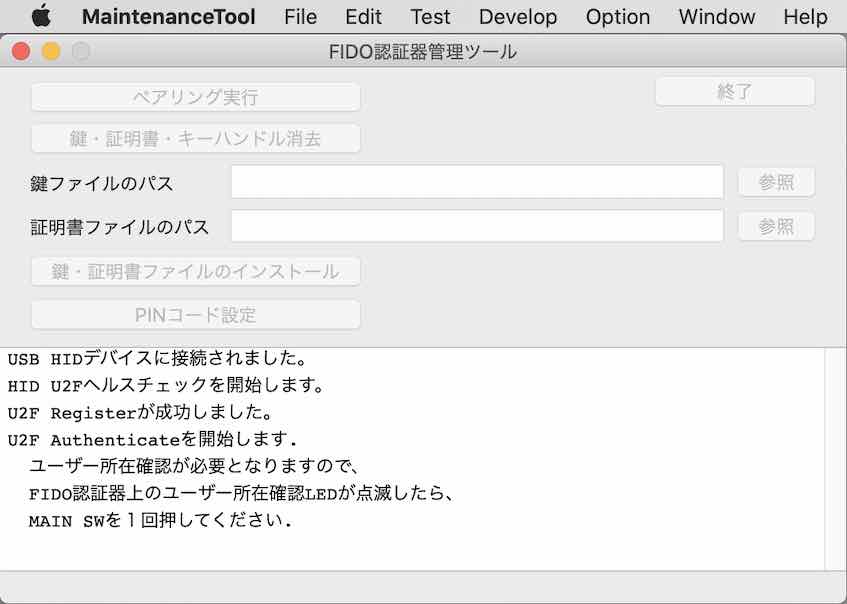 MaintenanceTool File Edit Test Develop Option Window Help
FIDO認証器管理ツール
ペアリング実行
終了
鍵・証明書・キーハンドル消去
鍵ファイルのパス
参照
証明書ファイルのパス
参照
鍵・証明書ファイルのインストール
PINコード設定
USB HIDデバイスに接続されました。
HID U2Fヘルスチェックを開始します。
U2F Registerが成功しました。
U2F Authenticateを開始します.
ユーザー所在確認が必要となりますので、
FIDO認証器上のユーザー所在確認LEDが点滅したら、
MAIN SWを１回押してください.